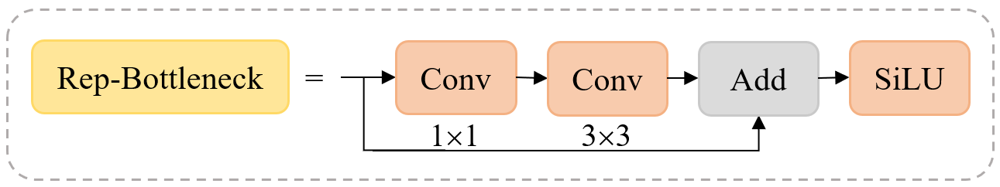 Rep-Bottleneck = Conv Conv Add SiLU
1×1 3×3